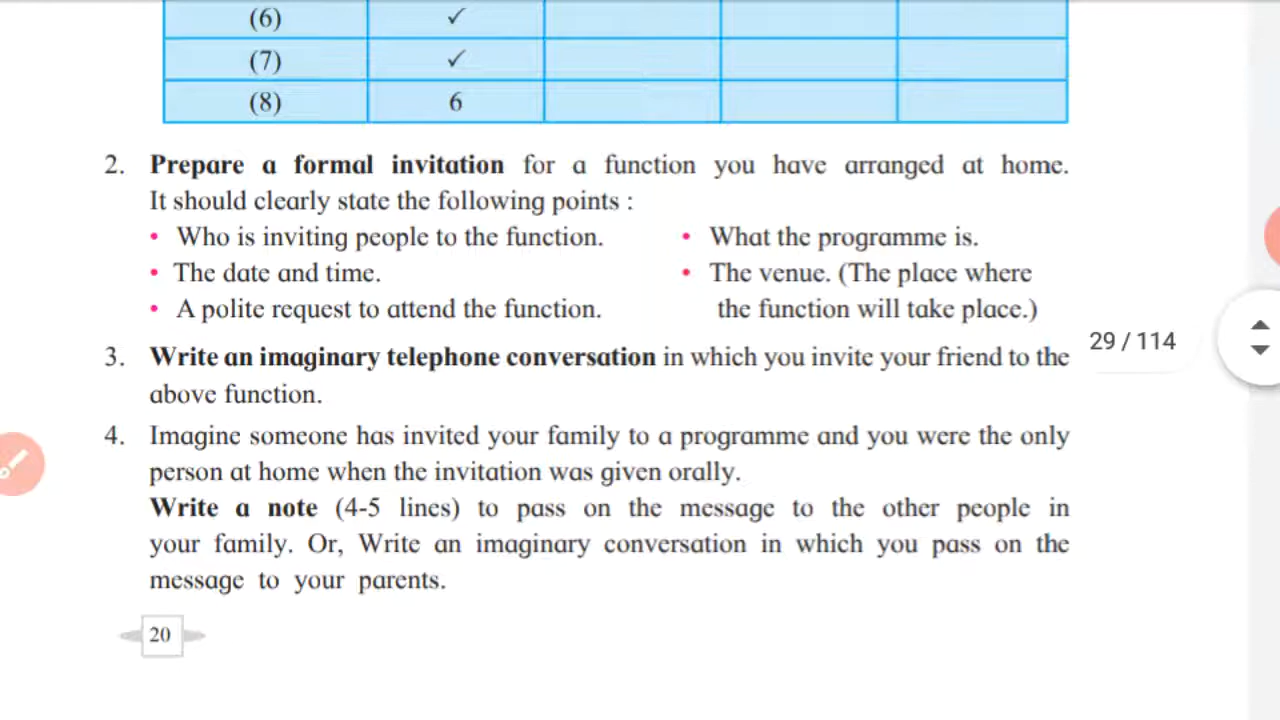 (6) ✓
(7) ✓
(8) 6
2. Prepare a formal invitation for a function you have arranged at home.
It should clearly state the following points :
• Who is inviting people to the function.
• What the programme is.
• The date and time.
• The venue. (The place where
the function will take place.)
• A polite request to attend the function.
3. Write an imaginary telephone conversation in which you invite your friend to the
above function.
29 / 114
4. Imagine someone has invited your family to a programme and you were the only
person at home when the invitation was given orally.
Write a note (4-5 lines) to pass on the message to the other people in
your family. Or, Write an imaginary conversation in which you pass on the
message to your parents.
20